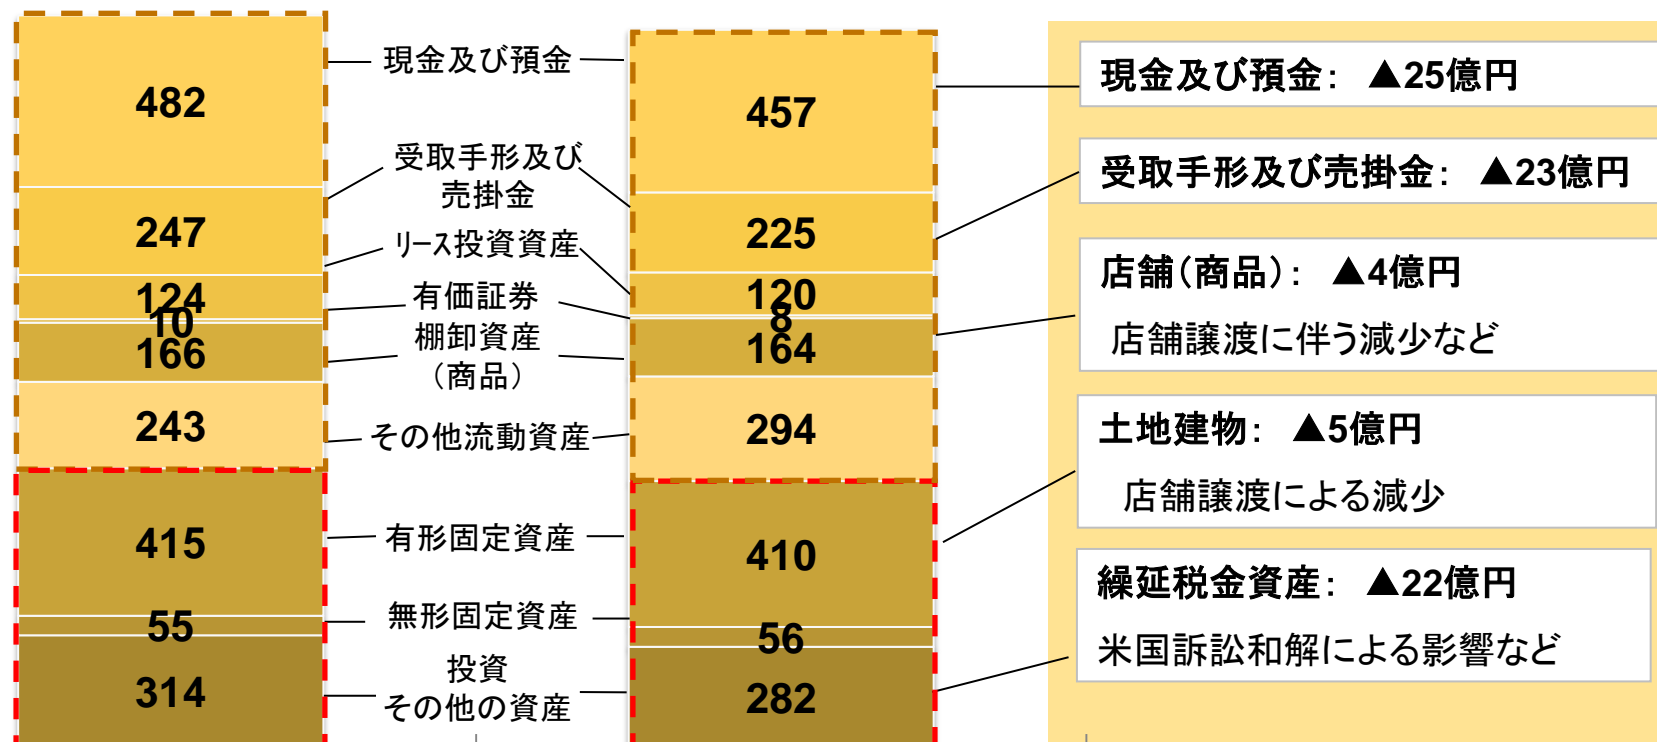 482
247
124
10
166
243
415
55
314
現金及び預金
受取手形及び
売掛金
リース投資資産
有価証券
棚卸資産
（商品）
その他流動資産
有形固定資産
無形固定資産
投資
その他の資産
457
225
120
8
164
294
410
56
282
現金及び預金： ▲25億円
受取手形及び売掛金： ▲23億円
店舗（商品）： ▲4億円
店舗譲渡に伴う減少など
土地建物： ▲5億円
店舗譲渡による減少
繰延税金資産： ▲22億円
米国訴訟和解による影響など